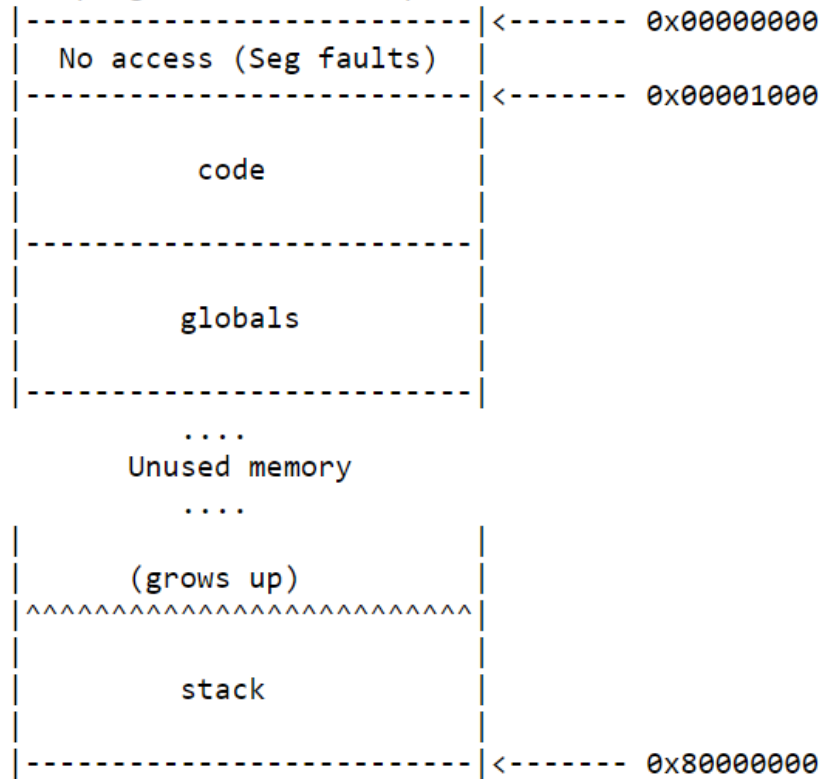 |--------------------------|<------- 0x00000000
|  No access (Seg faults)  |
|--------------------------|<------- 0x00001000
|                          |
|          code            |
|                          |
|--------------------------|
|                          |
|         globals          |
|                          |
|--------------------------|
          ....
       Unused memory
          ....
|                          |
|      (grows up)          |
|^^^^^^^^^^^^^^^^^^^^^^^^^^|
|                          |
|         stack            |
|                          |
|--------------------------|<------- 0x80000000